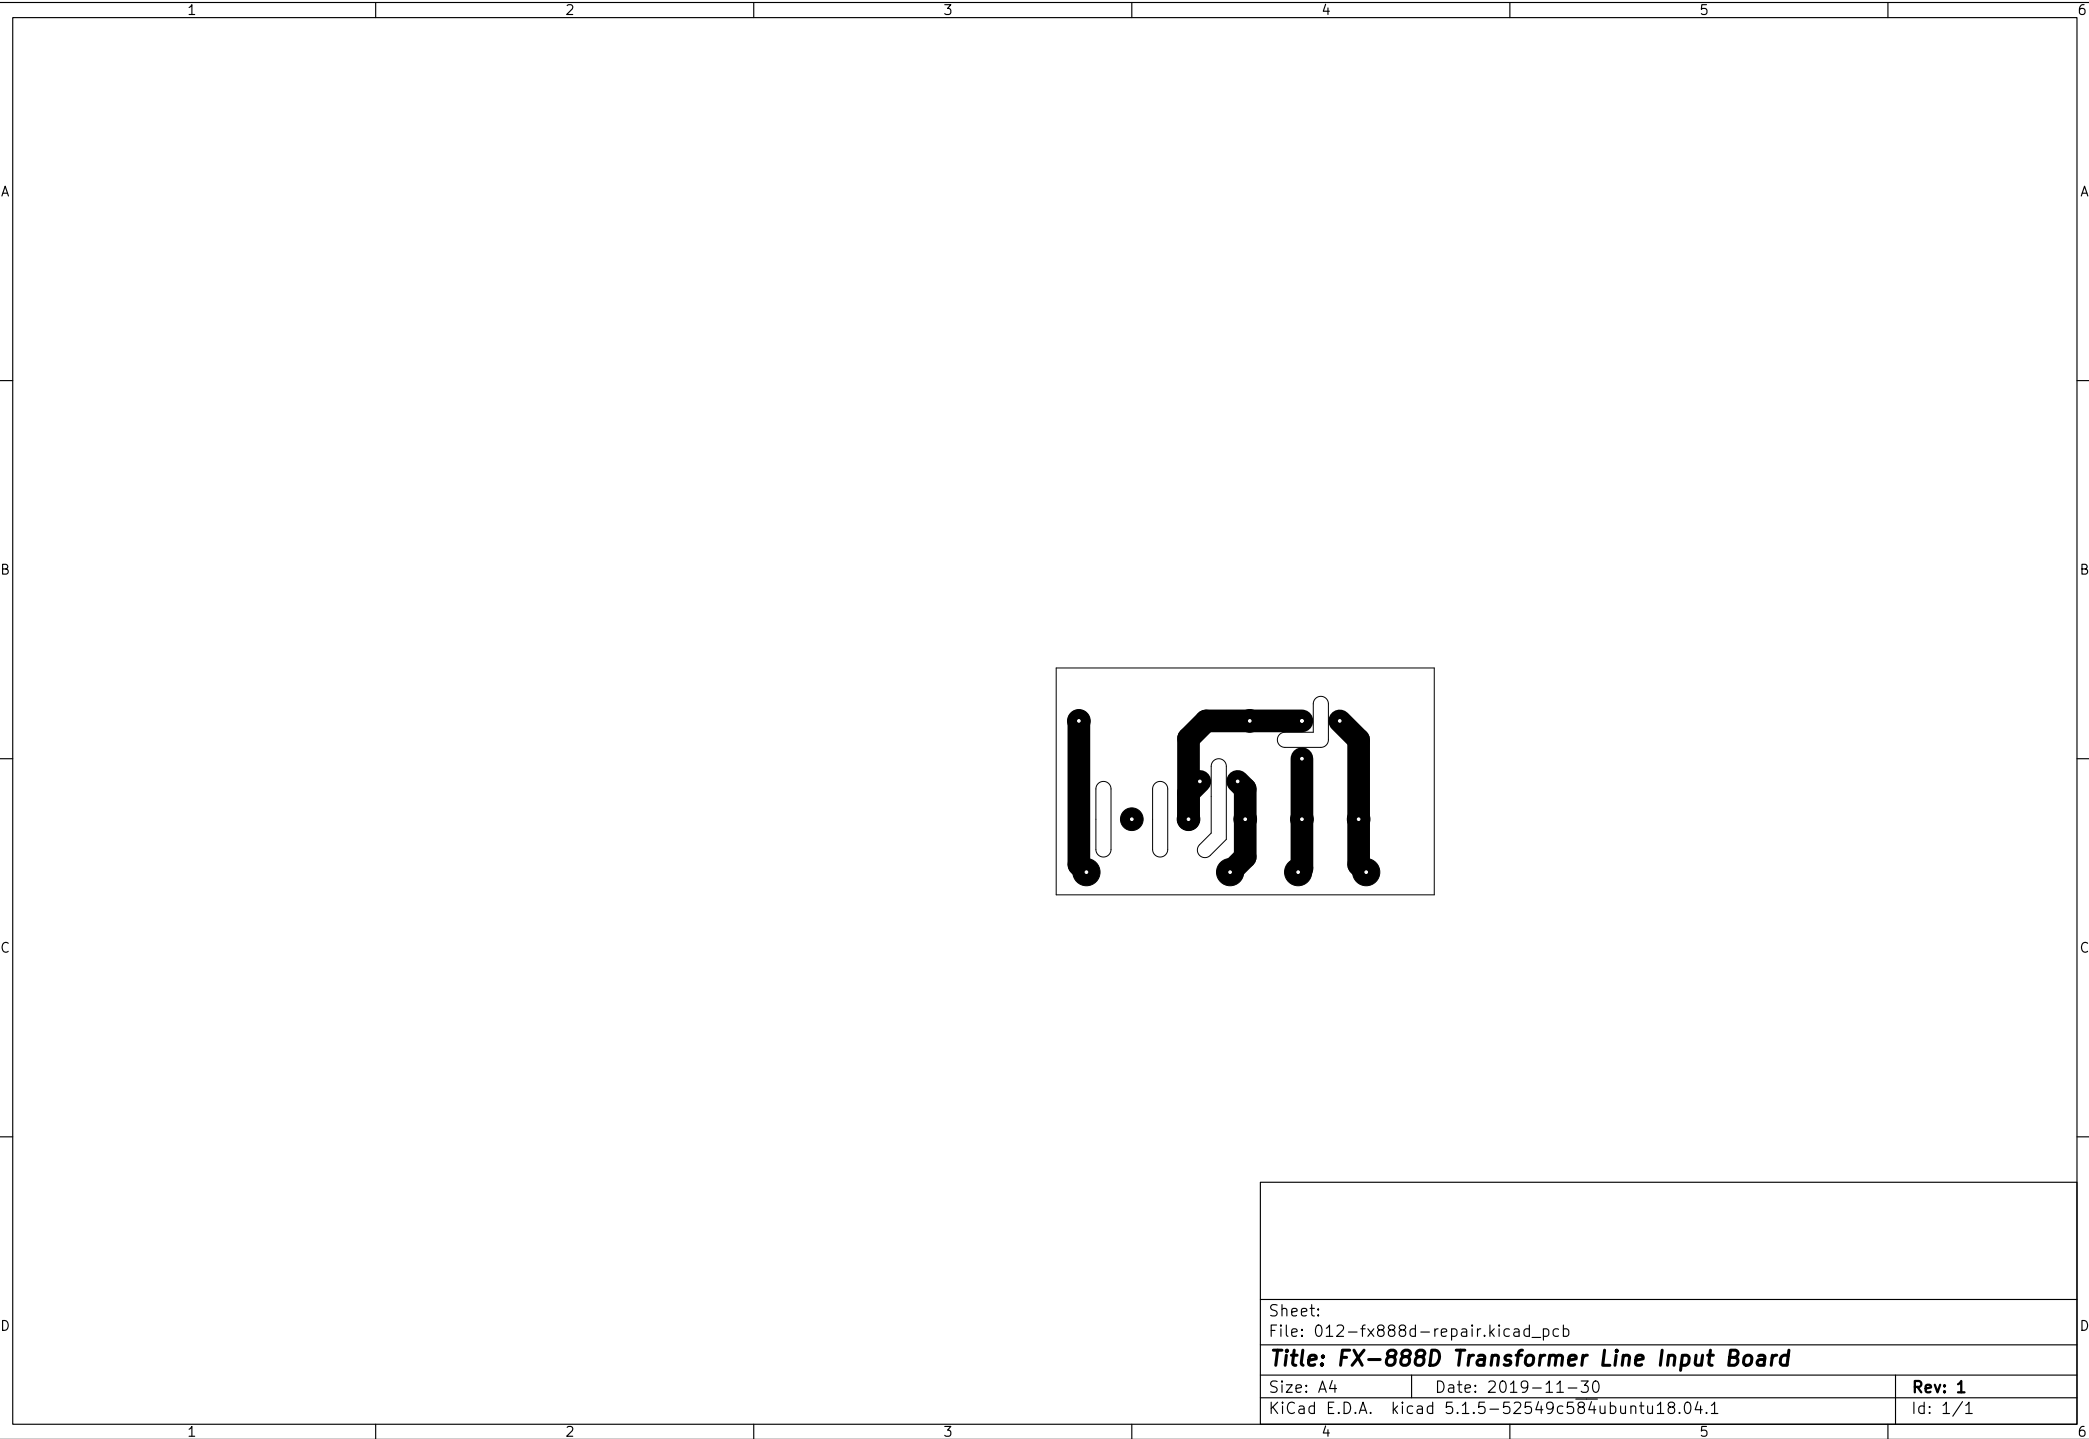 1 2 3 4 5 6
A A
B B
C C
D D
Sheet:
File: 012-fx888d-repair.kicad_pcb
Title: FX-888D Transformer Line Input Board
Size: A4 Date: 2019-11-30 Rev: 1
KiCad E.D.A. kicad 5.1.5-52549c584ubuntu18.04.1 Id: 1/1
1 2 3 4 5 6